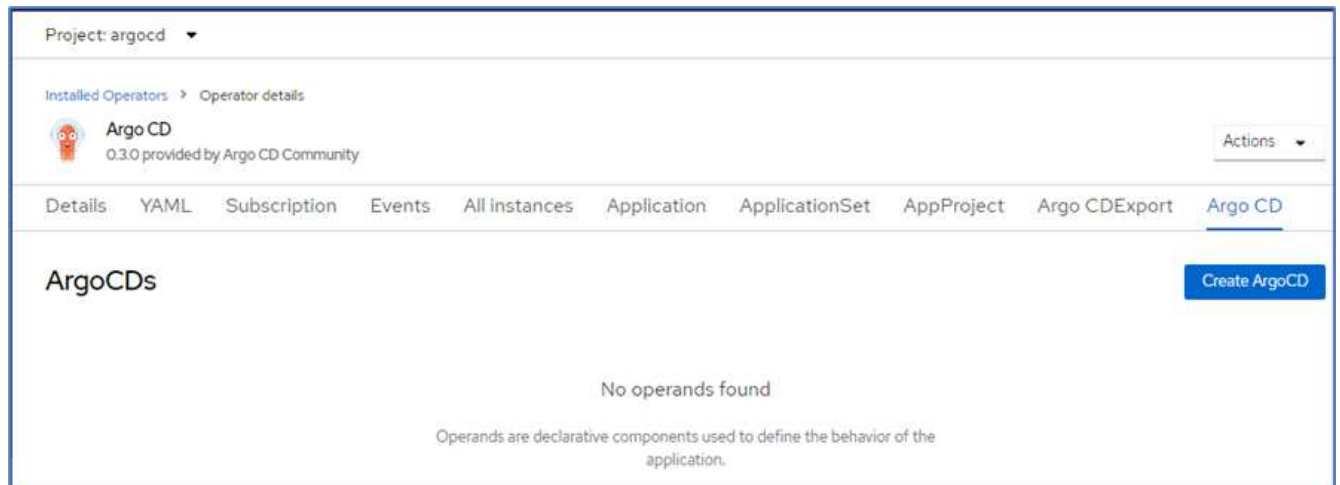 Project: argocd
Installed Operators > Operator details
Argo CD
0.3.0 provided by Argo CD Community
Actions
Details YAML Subscription Events All instances Application ApplicationSet AppProject Argo CDExport Argo CD
ArgoCDs
Create ArgoCD
No operands found
Operands are declarative components used to define the behavior of the
application.